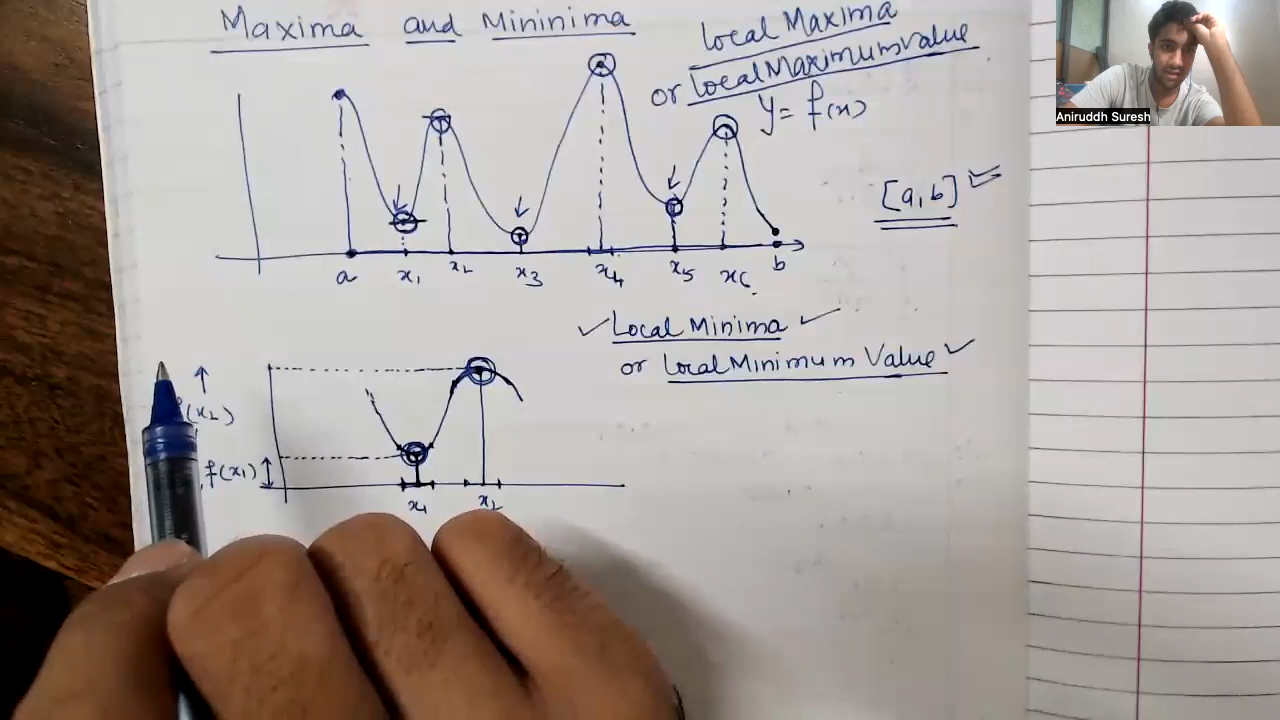 Maxima and Mininima
Local Maxima
or Local Maximum Value
y = f(x)
[a,b]
a x₁ x₂ x₃ x₄ x₅ x₆ b
Local Minima
or Local Minimum Value
(x₂)
f(x₁)
x₁ x₂
Aniruddh Suresh